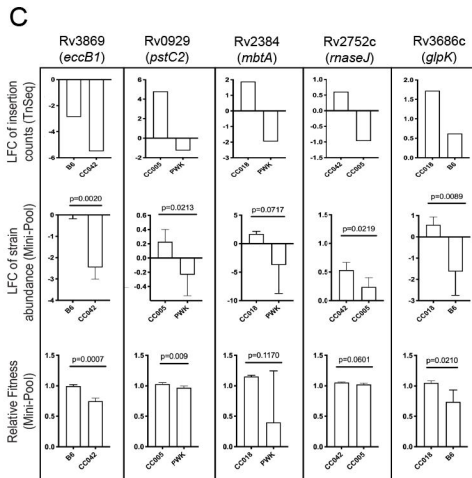 C
Rv3869 Rv0929 Rv2384 Rv2752c Rv3686c
(eccB1) (pstC2) (mbtA) (rnaseJ) (glpK)
LFC of insertion
counts (TnSeq)
0 -2 -4 -6
B6 CC042
6 4 2 0 -2
CC005 PWK
2 1 0 -1 -2 -3
CC018 PWK
1.0 0.5 0.0 -0.5 -1.0 -1.5
CC042 CC005
2.0 1.5 1.0 0.5 0.0
CC018 B6
LFC of strain
abundance (Mini-Pool)
p=0.0020
0 -1 -2 -3 -4
B6 CC042
p=0.0213
0.6 0.4 0.2 0.0 -0.2 -0.4 -0.6
CC005 PWK
p=0.0717
5 0 -5 -10
CC018 PWK
p=0.0219
1.5 1.0 0.5 0.0
CC042 CC005
p=0.0089
1 0 -1 -2 -3
CC018 B6
Relative Fitness
(Mini-Pool)
p=0.0007
1.5 1.0 0.5 0.0
B6 CC042
p=0.009
1.5 1.0 0.5 0.0
CC005 PWK
p=0.1170
1.5 1.0 0.5 0.0
CC018 PWK
p=0.0601
1.5 1.0 0.5 0.0
CC042 CC005
p=0.0210
1.5 1.0 0.5 0.0
CC018 B6